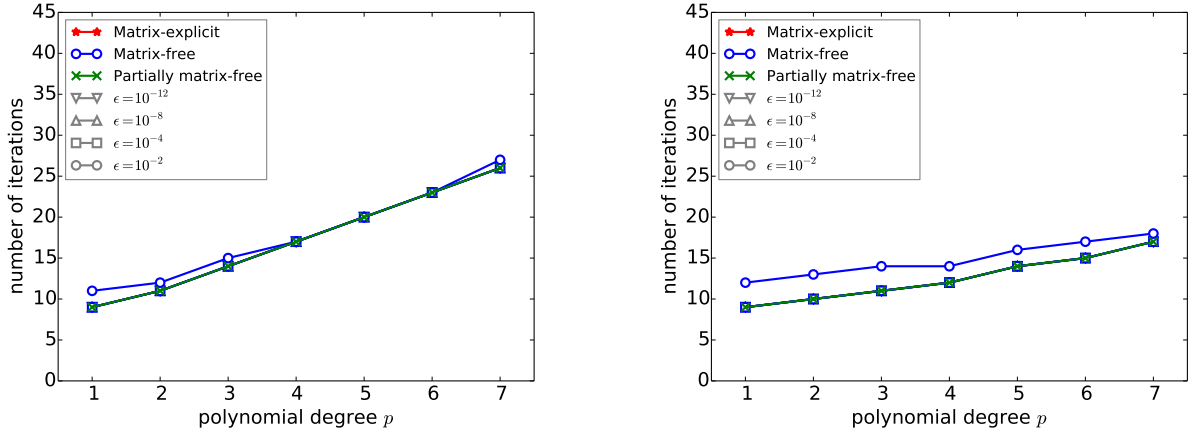 45
40
35
30
25
20
15
10
5
0
number of iterations
Matrix-explicit
Matrix-free
Partially matrix-free
ϵ=10⁻¹²
ϵ=10⁻⁸
ϵ=10⁻⁴
ϵ=10⁻²
1 2 3 4 5 6 7
polynomial degree p
45
40
35
30
25
20
15
10
5
0
number of iterations
Matrix-explicit
Matrix-free
Partially matrix-free
ϵ=10⁻¹²
ϵ=10⁻⁸
ϵ=10⁻⁴
ϵ=10⁻²
1 2 3 4 5 6 7
polynomial degree p